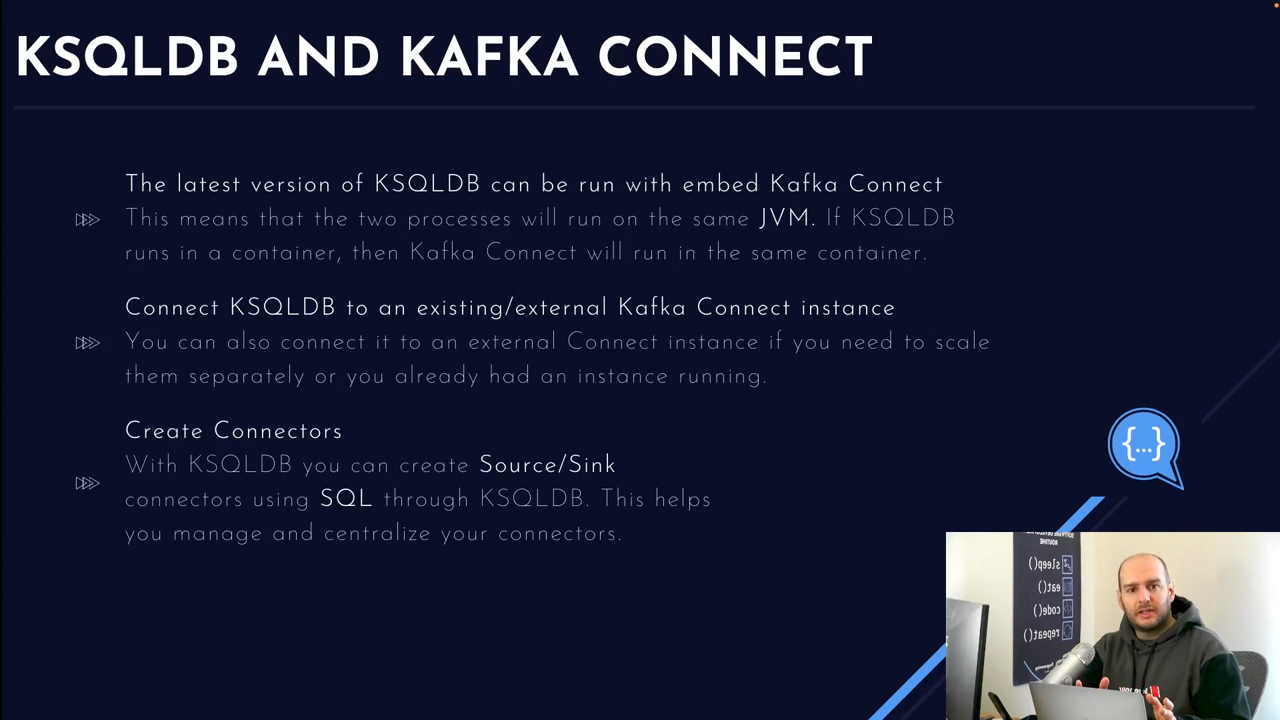 KSQLDB AND KAFKA CONNECT
The latest version of KSQLDB can be run with embed Kafka Connect
This means that the two processes will run on the same JVM. If KSQLDB
runs in a container, then Kafka Connect will run in the same container.
Connect KSQLDB to an existing/external Kafka Connect instance
You can also connect it to an external Connect instance if you need to scale
them separately or you already had an instance running.
Create Connectors
With KSQLDB you can create Source/Sink
connectors using SQL through KSQLDB. This helps
you manage and centralize your connectors.
{...}
ROUTINE
sleep()
eat()
code()
repeat()